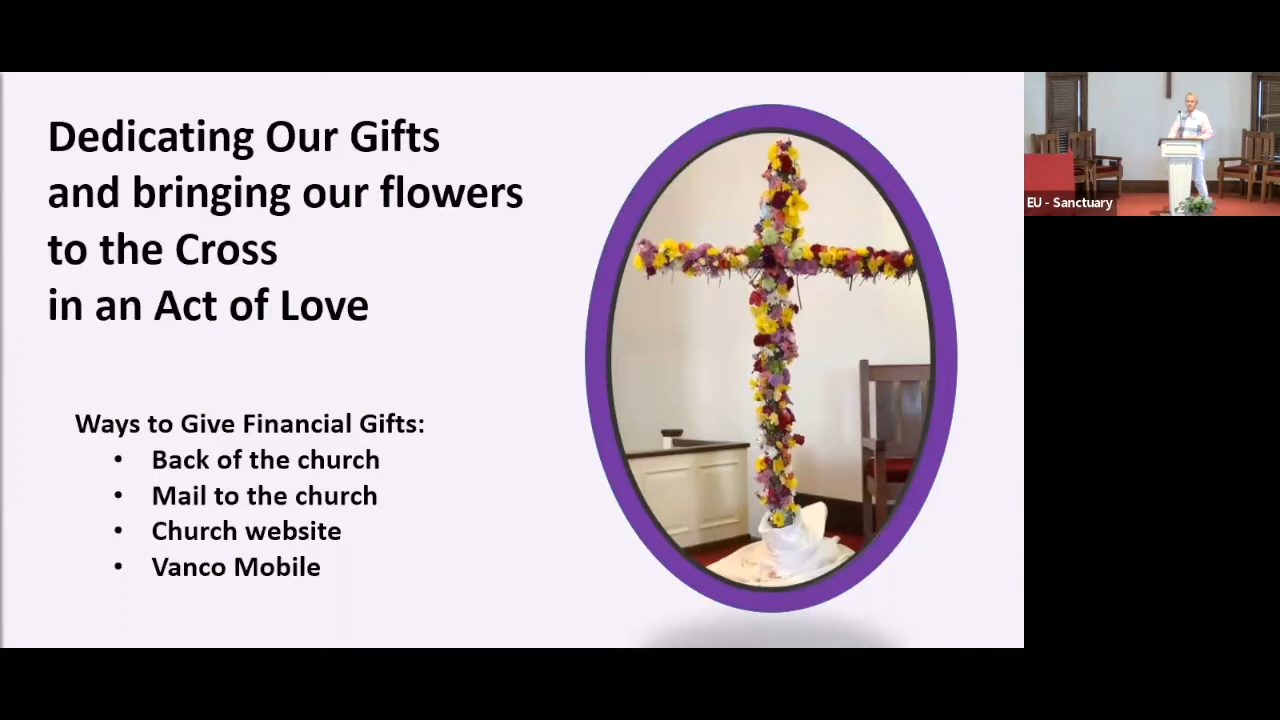 Dedicating Our Gifts
and bringing our flowers
to the Cross
in an Act of Love
Ways to Give Financial Gifts:
• Back of the church
• Mail to the church
• Church website
• Vanco Mobile
EU - Sanctuary